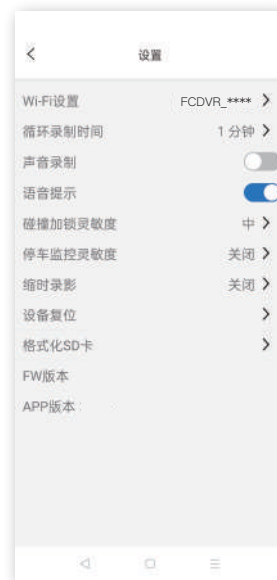 设置
Wi-Fi设置 FCDVR_****
循环录制时间 1 分钟
声音录制
语音提示
碰撞加锁灵敏度 中
停车监控灵敏度 关闭
缩时录影 关闭
设备复位
格式化SD卡
FW版本
APP版本 :